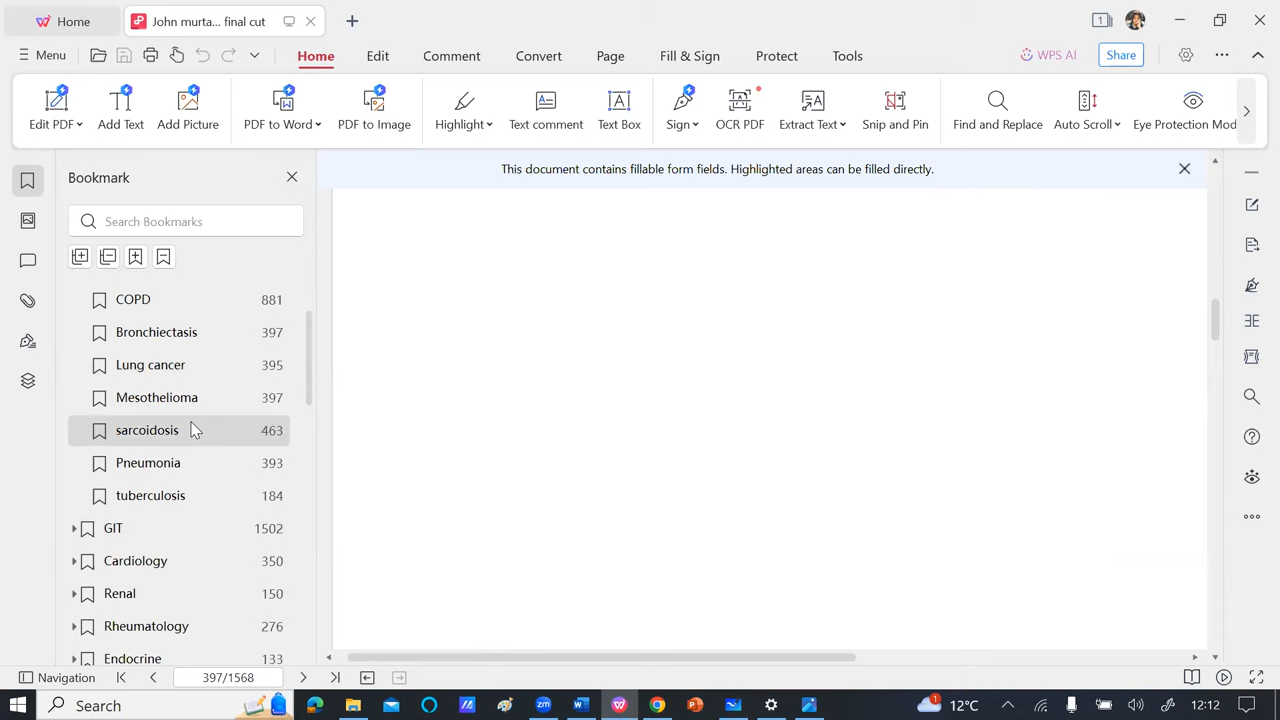 Home
John murta... final cut
1
Menu
Home
Edit
Comment
Convert
Page
Fill & Sign
Protect
Tools
WPS AI
Share
Edit PDF
Add Text
Add Picture
PDF to Word
PDF to Image
Highlight
Text comment
Text Box
Sign
OCR PDF
Extract Text
Snip and Pin
Find and Replace
Auto Scroll
Eye Protection Mod
Bookmark
This document contains fillable form fields. Highlighted areas can be filled directly.
Search Bookmarks
COPD 881
Bronchiectasis 397
Lung cancer 395
Mesothelioma 397
sarcoidosis 463
Pneumonia 393
tuberculosis 184
GIT 1502
Cardiology 350
Renal 150
Rheumatology 276
Endocrine 133
Navigation
397/1568
Search
zm
W
1
12°C
12:12